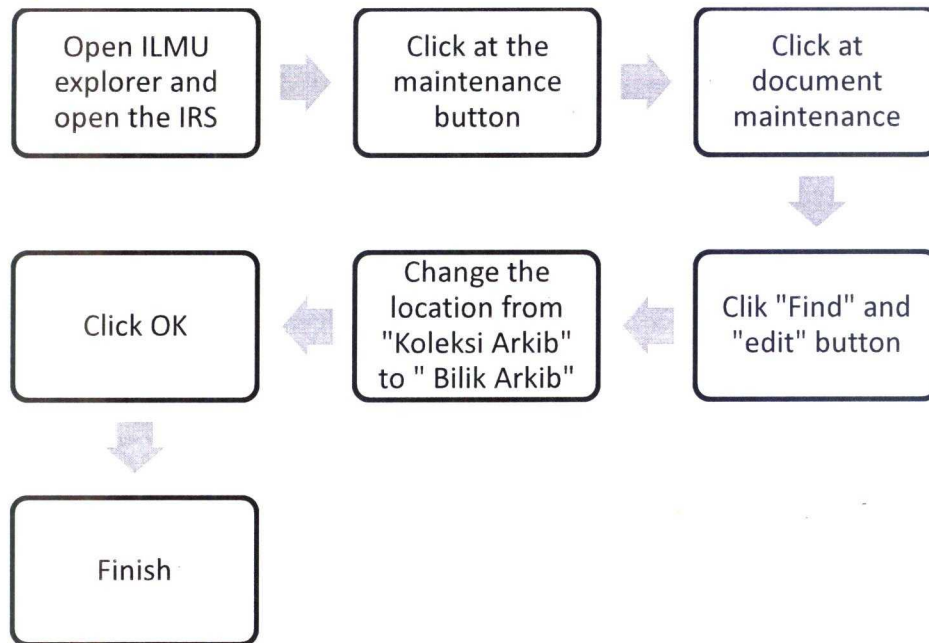 Open ILMU
explorer and
open the IRS
Click at the
maintenance
button
Click at
document
maintenance
Clik "Find" and
"edit" button
Change the
location from
"Koleksi Arkib"
to " Bilik Arkib"
Click OK
Finish